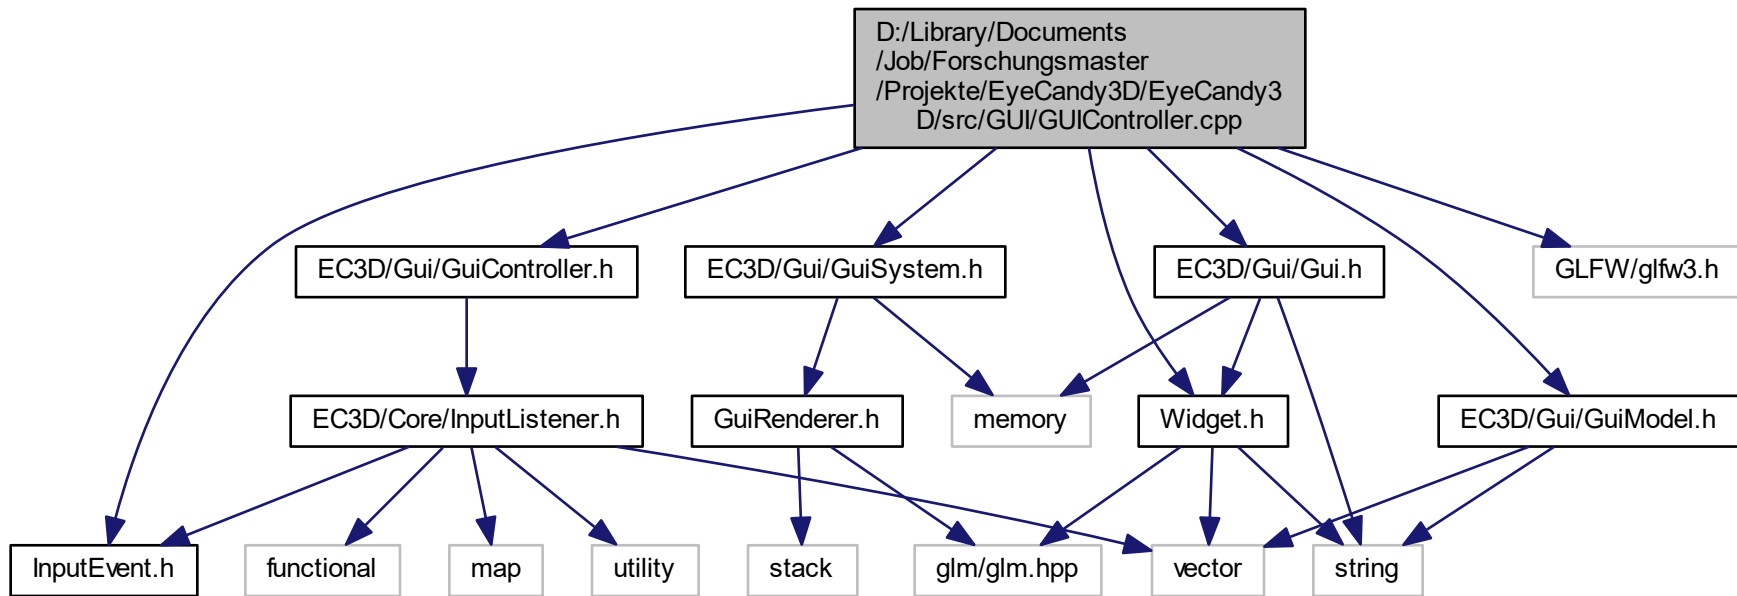 D:/Library/Documents
/Job/Forschungsmaster
/Projekte/EyeCandy3D/EyeCandy3
D/src/GUI/GUIController.cpp
EC3D/Gui/GuiController.h
EC3D/Gui/GuiSystem.h
EC3D/Gui/Gui.h
GLFW/glfw3.h
EC3D/Core/InputListener.h
GuiRenderer.h
memory
Widget.h
EC3D/Gui/GuiModel.h
InputEvent.h
functional
map
utility
stack
glm/glm.hpp
vector
string